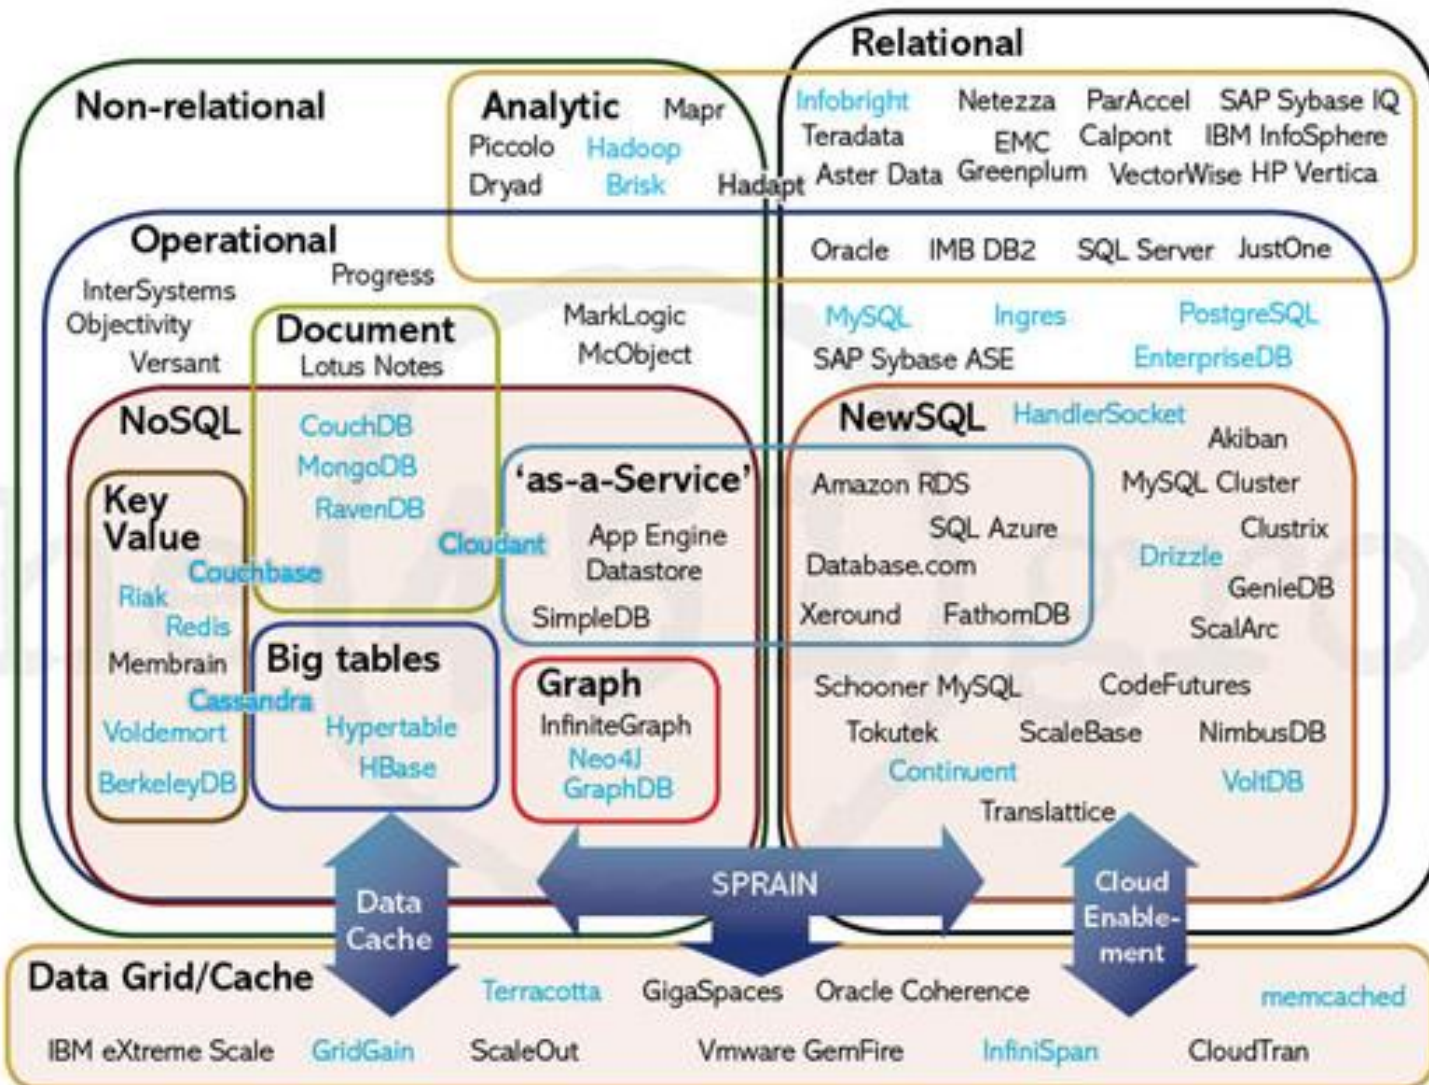 Relational
Non-relational
Analytic Mapr
Piccolo Hadoop
Dryad Brisk Hadapt
Infobright Netezza ParAccel SAP Sybase IQ
Teradata EMC Calpont IBM InfoSphere
Aster Data Greenplum VectorWise HP Vertica
Operational
Oracle IMB DB2 SQL Server JustOne
InterSystems Progress
Objectivity
Versant
MarkLogic
McObject
MySQL Ingres PostgreSQL
SAP Sybase ASE EnterpriseDB
Document
Lotus Notes
NoSQL
CouchDB
MongoDB
RavenDB
Cloudant
Key
Value
Couchbase
Riak
Redis
Membrain
Cassandra
Voldemort
BerkeleyDB
Big tables
Hypertable
HBase
'as-a-Service'
App Engine
Datastore
SimpleDB
Graph
InfiniteGraph
Neo4J
GraphDB
NewSQL HandlerSocket
Akiban
Amazon RDS MySQL Cluster
SQL Azure Clustrix
Database.com Drizzle
GenieDB
Xeround FathomDB ScalArc
Schooner MySQL CodeFutures
Tokutek ScaleBase NimbusDB
Continuent VoltDB
Translattice
Data
Cache
SPRAIN
Cloud
Enable-
ment
Data Grid/Cache
Terracotta GigaSpaces Oracle Coherence memcached
IBM eXtreme Scale GridGain ScaleOut Vmware GemFire InfiniSpan CloudTran